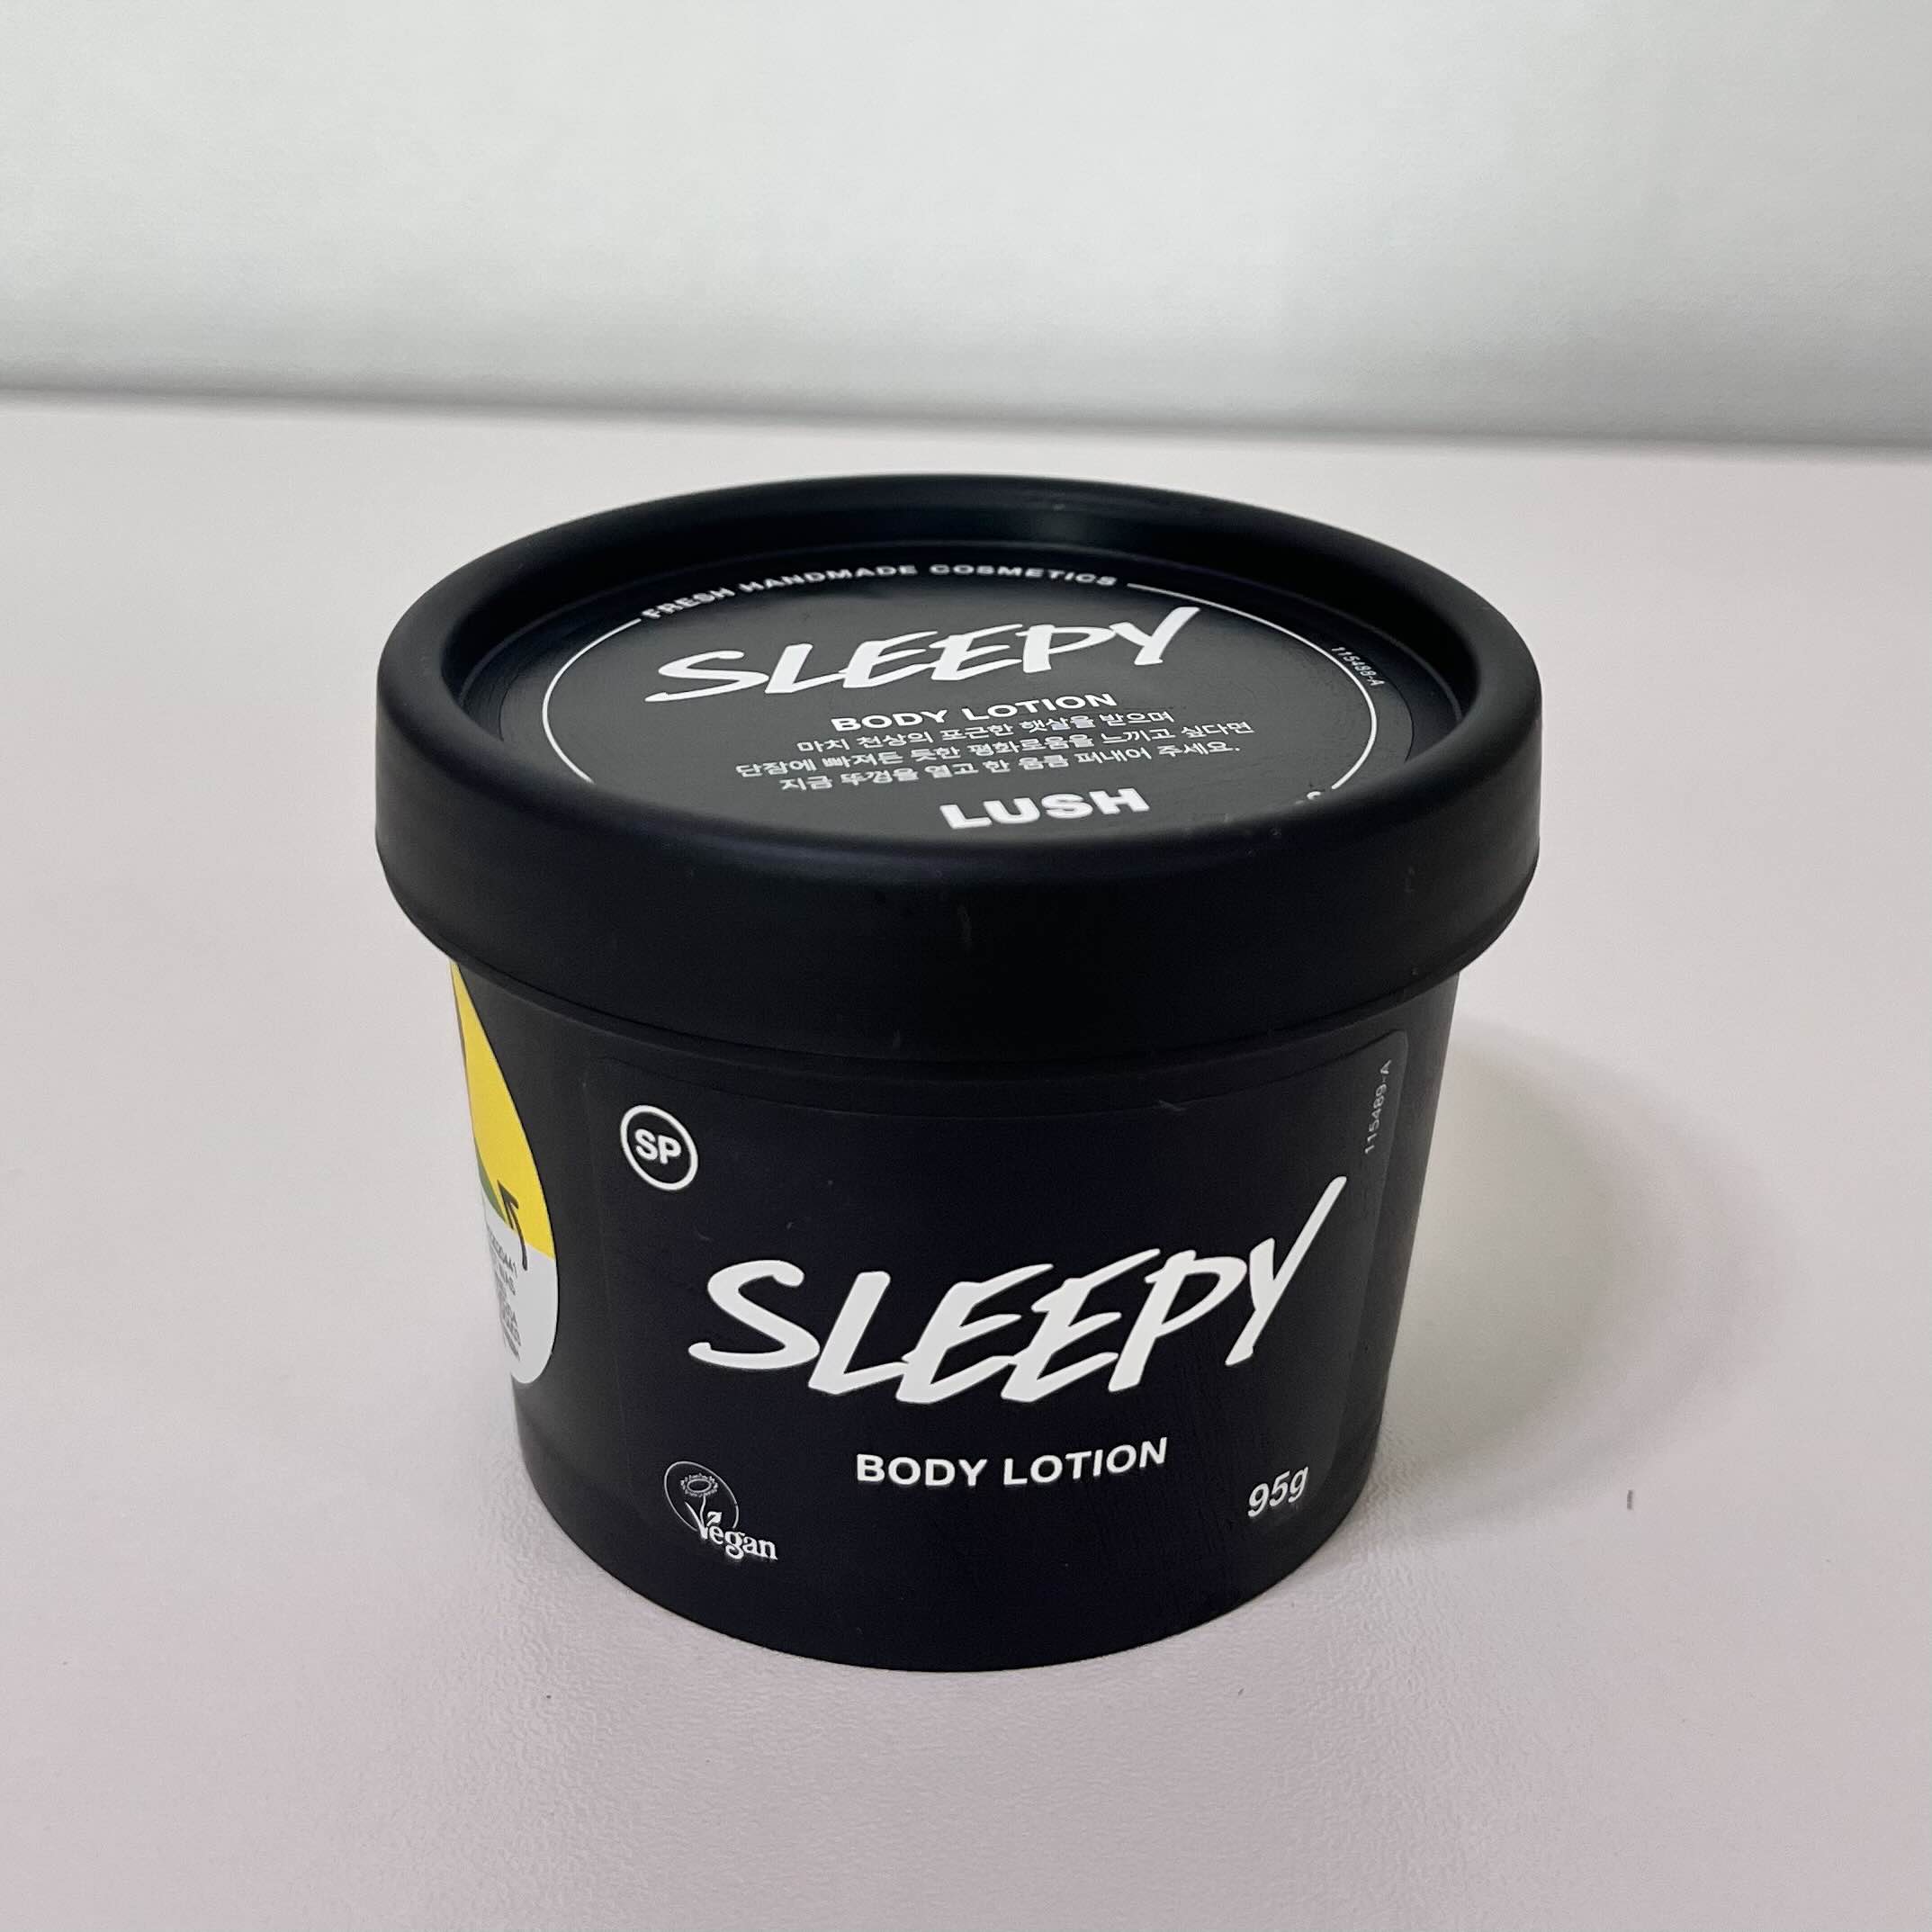 FRESH HANDMADE COSMETICS
SLEEPY
115488-A
BODY LOTION
마치 천상의 포근한 햇살을 받으며
단잠에 빠져든 듯한 평화로움을 느끼고 싶다면
지금 뚜껑을 열고 한 움큼 퍼내어 주세요.
LUSH
SP
115489-A
SLEEPY
BODY LOTION
95g
Vegan